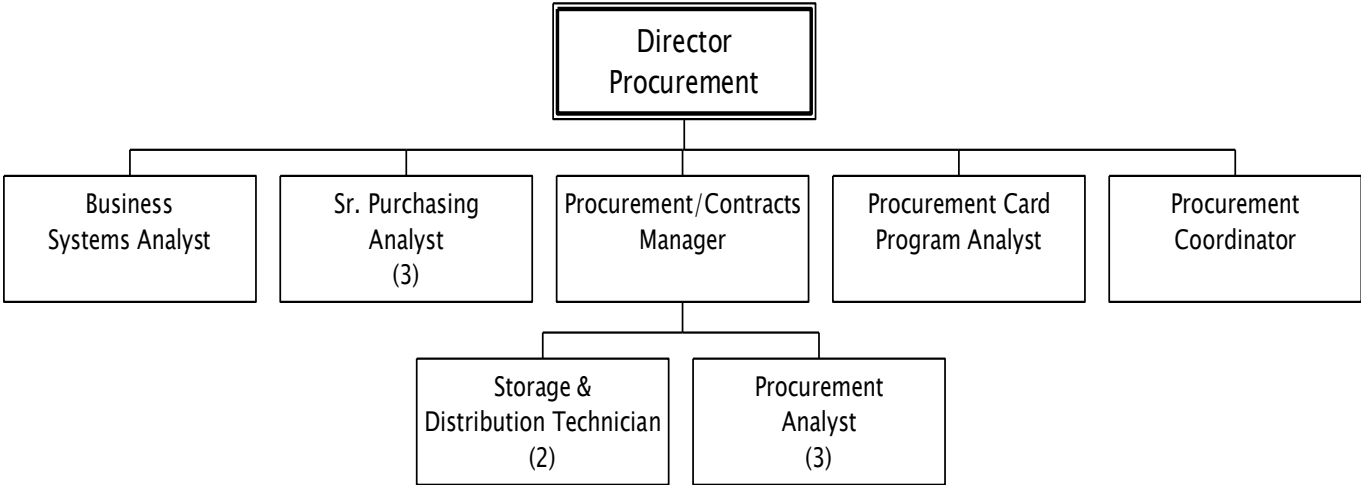 Director
Procurement
Business
Systems Analyst
Sr. Purchasing
Analyst
(3)
Procurement/Contracts
Manager
Procurement Card
Program Analyst
Procurement
Coordinator
Storage &
Distribution Technician
(2)
Procurement
Analyst
(3)